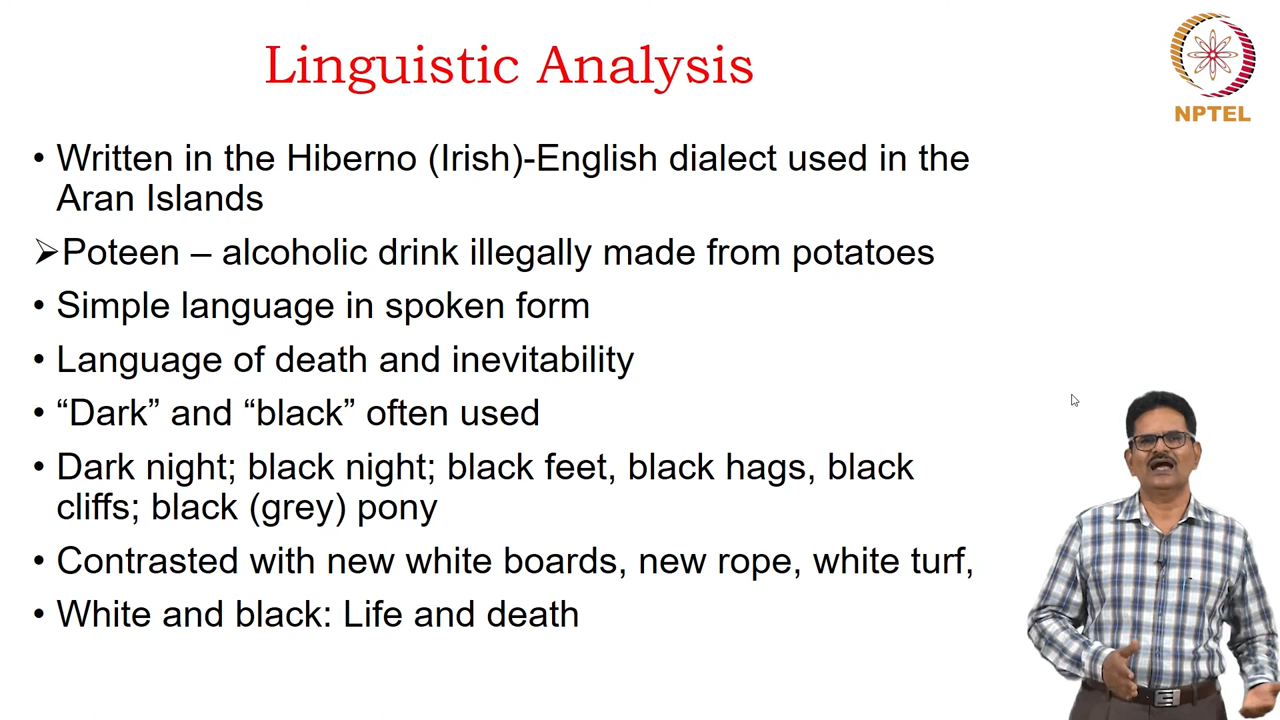 Linguistic Analysis
NPTEL
• Written in the Hiberno (Irish)-English dialect used in the
Aran Islands
➢Poteen – alcoholic drink illegally made from potatoes
• Simple language in spoken form
• Language of death and inevitability
• “Dark” and “black” often used
• Dark night; black night; black feet, black hags, black
cliffs; black (grey) pony
• Contrasted with new white boards, new rope, white turf,
• White and black: Life and death